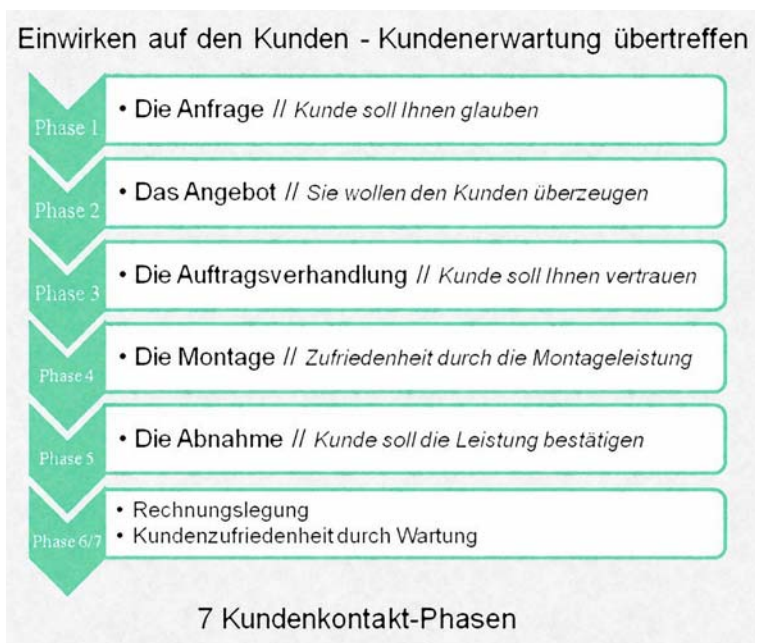 Einwirken auf den Kunden - Kundenerwartung übertreffen
Phase 1
• Die Anfrage // Kunde soll Ihnen glauben
Phase 2
• Das Angebot // Sie wollen den Kunden überzeugen
Phase 3
• Die Auftragsverhandlung // Kunde soll Ihnen vertrauen
Phase 4
• Die Montage // Zufriedenheit durch die Montageleistung
Phase 5
• Die Abnahme // Kunde soll die Leistung bestätigen
Phase 6/7
• Rechnungslegung
• Kundenzufriedenheit durch Wartung
7 Kundenkontakt-Phasen